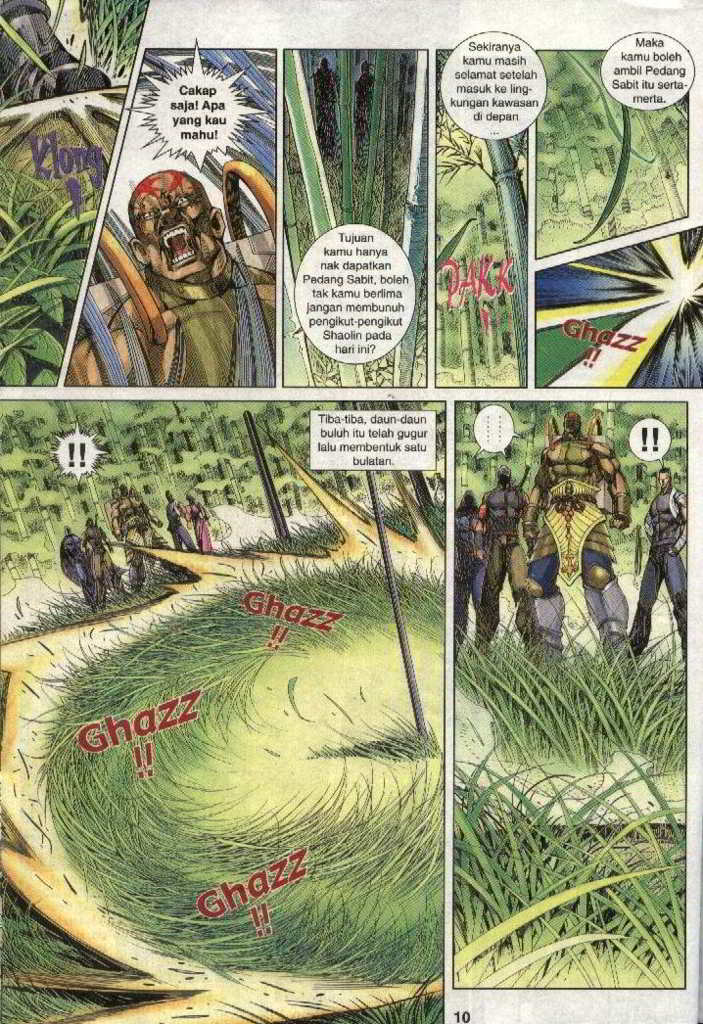 Klong
!
Cakap
saja! Apa
yang kau
mahu!
Tujuan
kamu hanya
nak dapatkan
Pedang Sabit, boleh
tak kamu berlima
jangan membunuh
pengikut-pengikut
Shaolin pada
hari ini?
Sekiranya
kamu masih
selamat setelah
masuk ke ling-
kungan kawasan
di depan
...
PAKK
!
Maka
kamu boleh
ambil Pedang
Sabit itu serta-
merta.
Ghazz
!!
Tiba-tiba, daun-daun
buluh itu telah gugur
lalu membentuk satu
bulatan.
!!
Ghazz
!!
Ghazz
!!
Ghazz
!!
!!
10